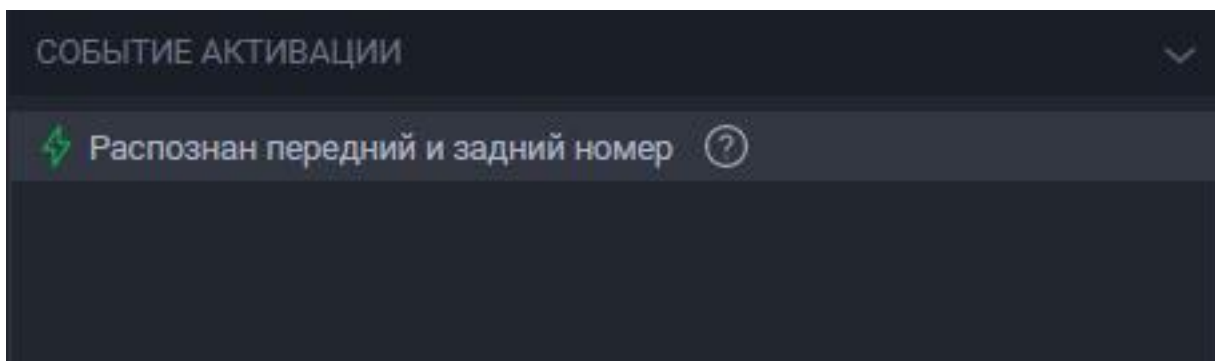 СОБЫТИЕ АКТИВАЦИИ
Распознан передний и задний номер ?